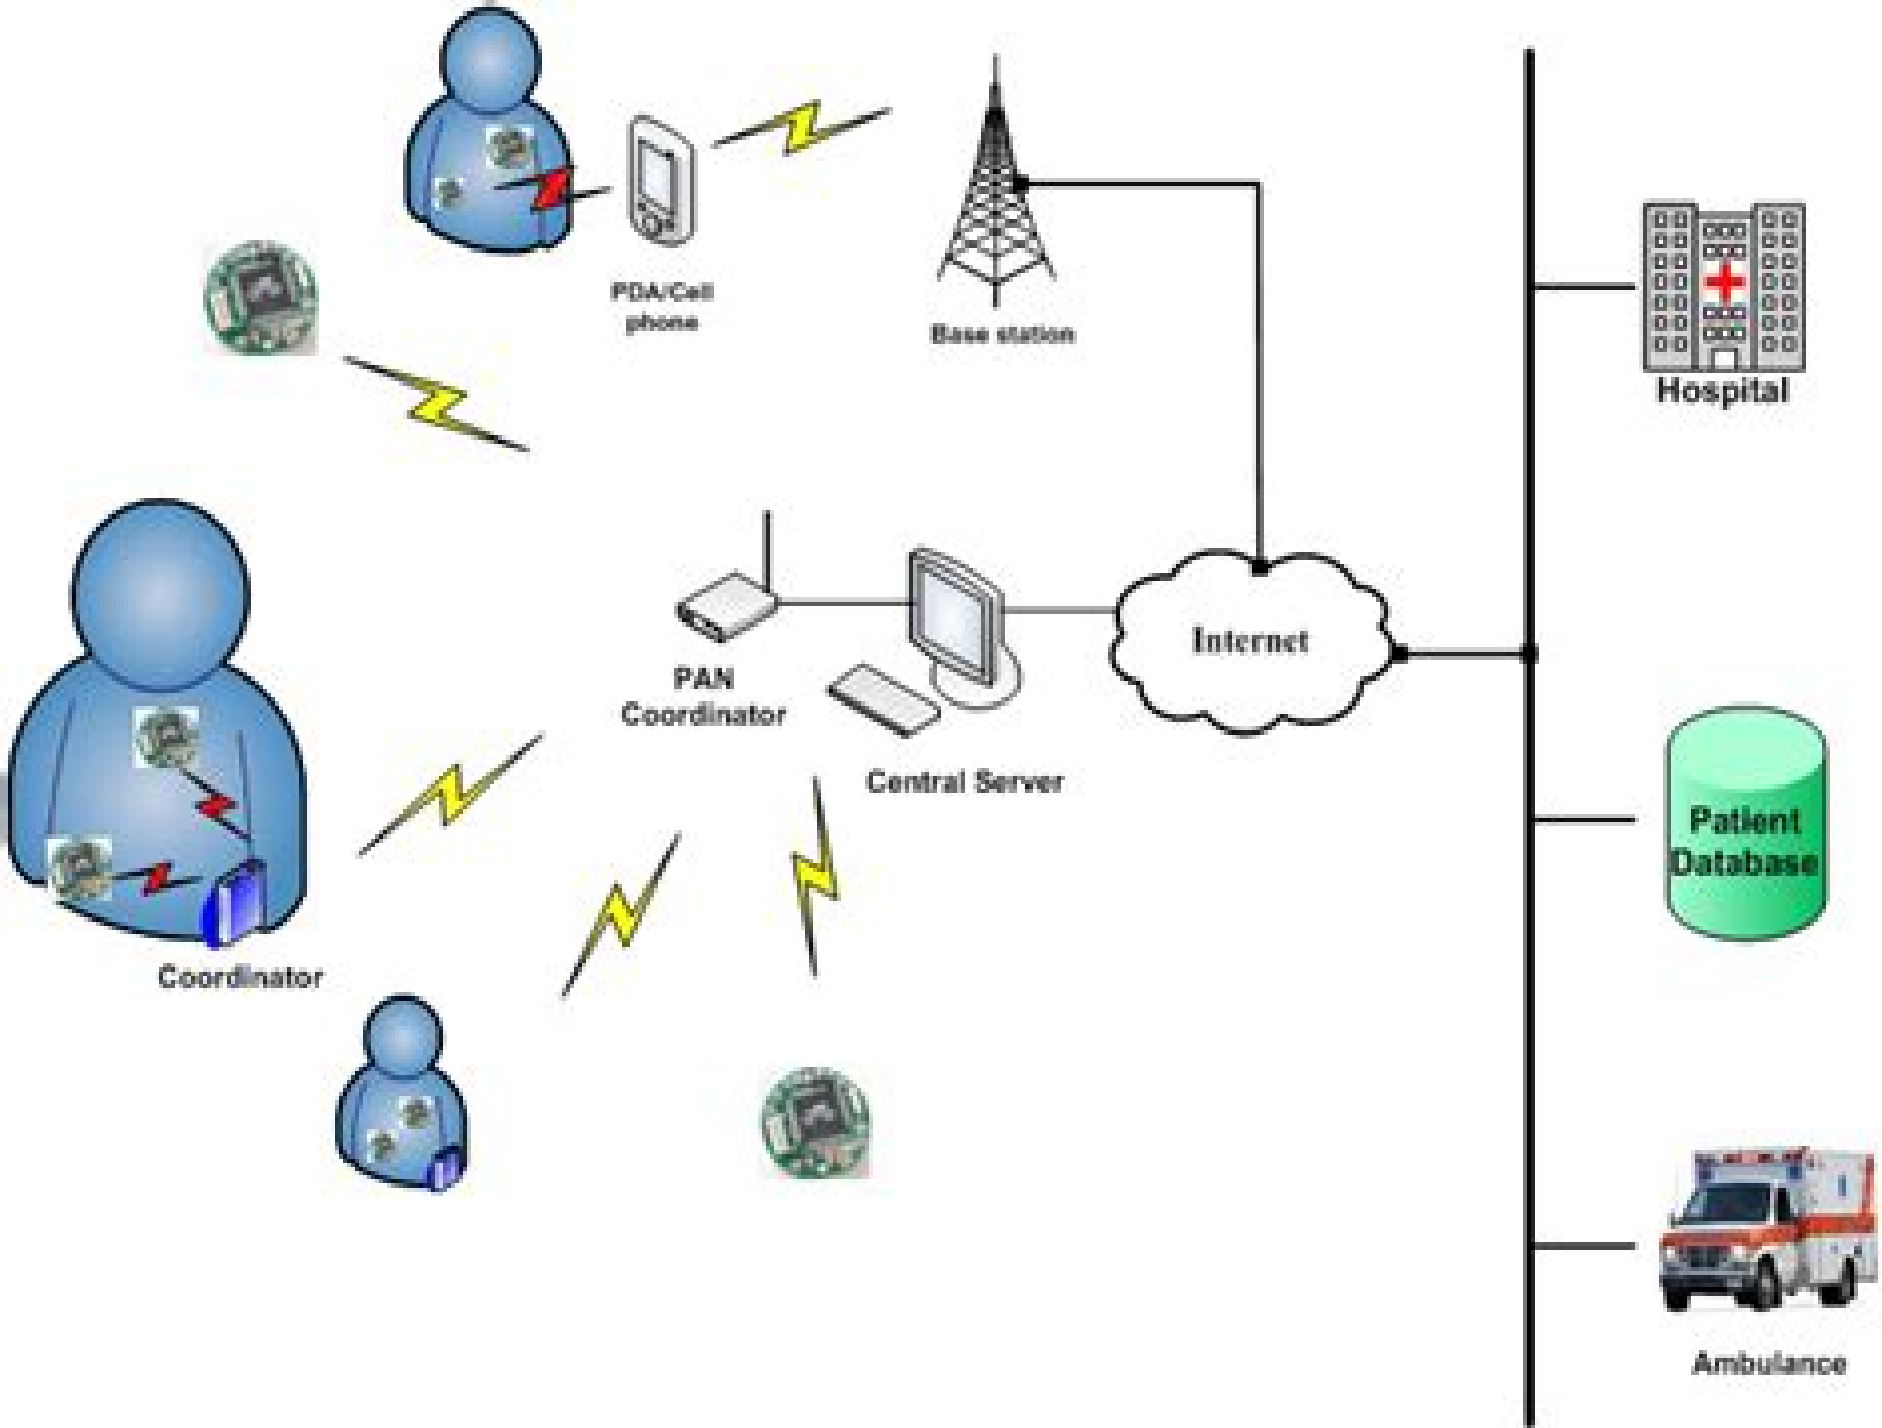 PDA/Cell
phone
Base station
Hospital
Internet
PAN
Coordinator
Central Server
Patient
Database
Coordinator
Ambulance